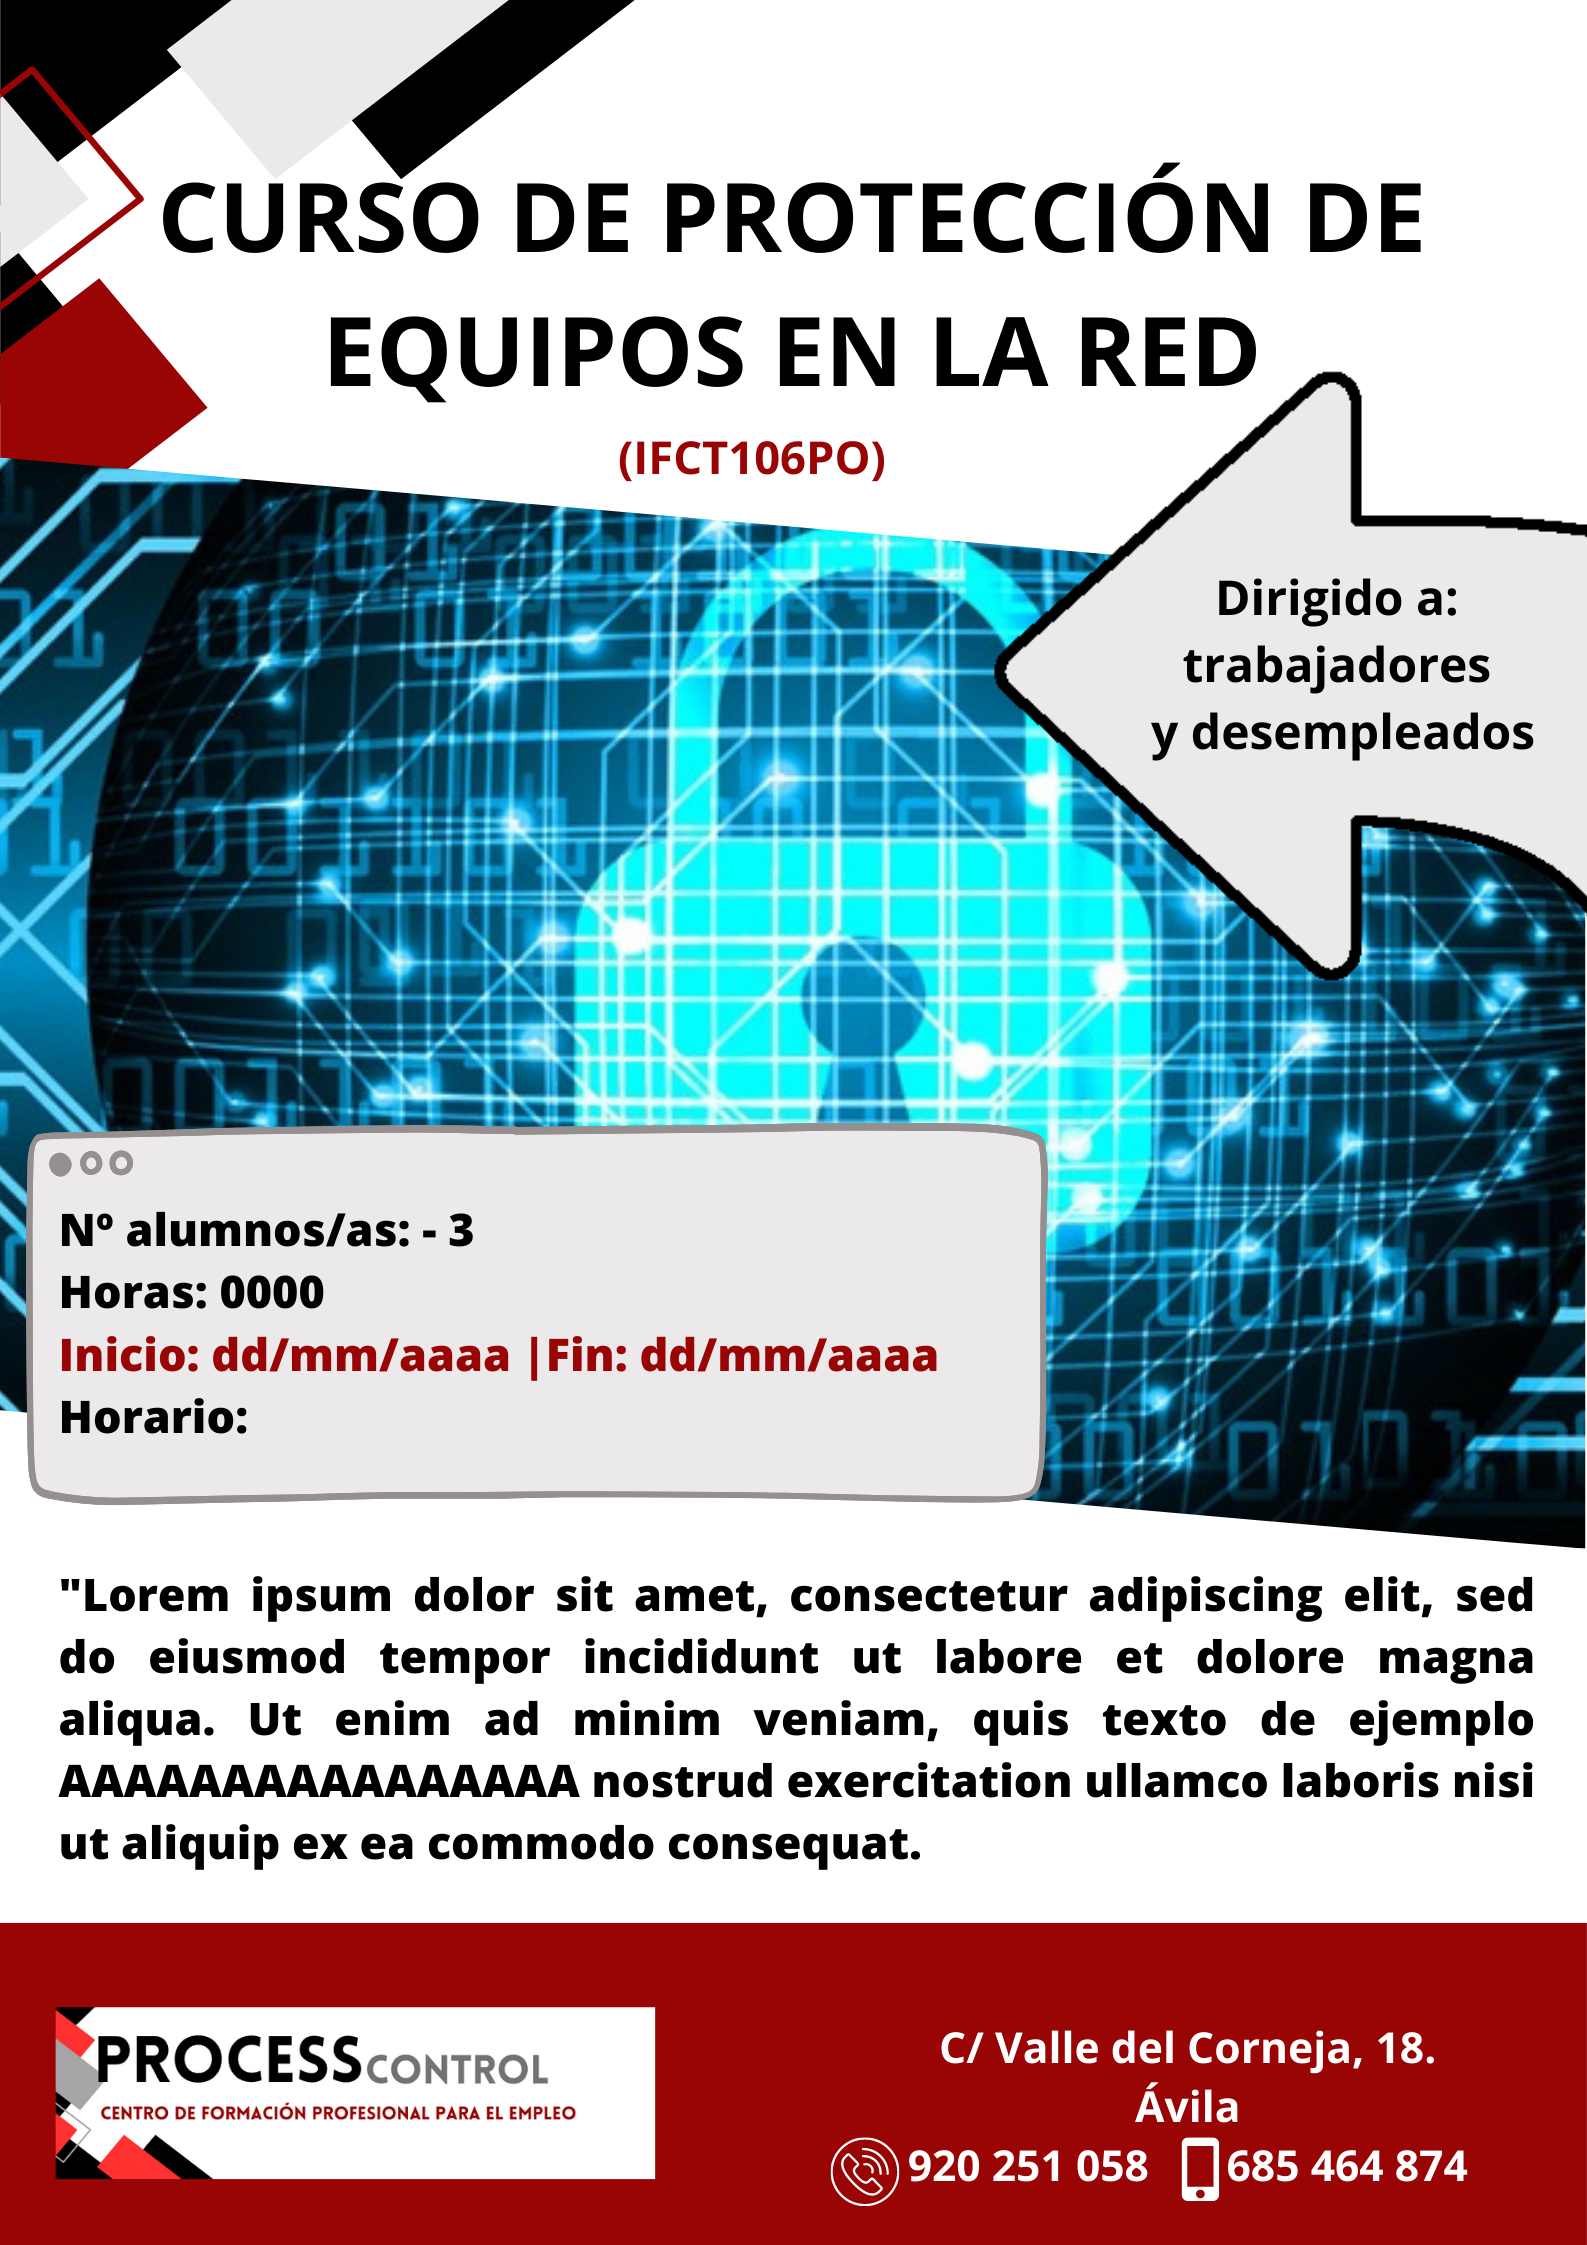 CURSO DE PROTECCIÓN DE
EQUIPOS EN LA RED
(IFCT106PO)
Dirigido a:
trabajadores
y desempleados
Nº alumnos/as: - 3
Horas: 0000
Inicio: dd/mm/aaaa |Fin: dd/mm/aaaa
Horario:
"Lorem ipsum dolor sit amet, consectetur adipiscing elit, sed
do eiusmod tempor incididunt ut labore et dolore magna
aliqua. Ut enim ad minim veniam, quis texto de ejemplo
AAAAAAAAAAAAAAAA nostrud exercitation ullamco laboris nisi
ut aliquip ex ea commodo consequat.
PROCESS CONTROL
CENTRO DE FORMACIÓN PROFESIONAL PARA EL EMPLEO
C/ Valle del Corneja, 18.
Ávila
920 251 058 685 464 874